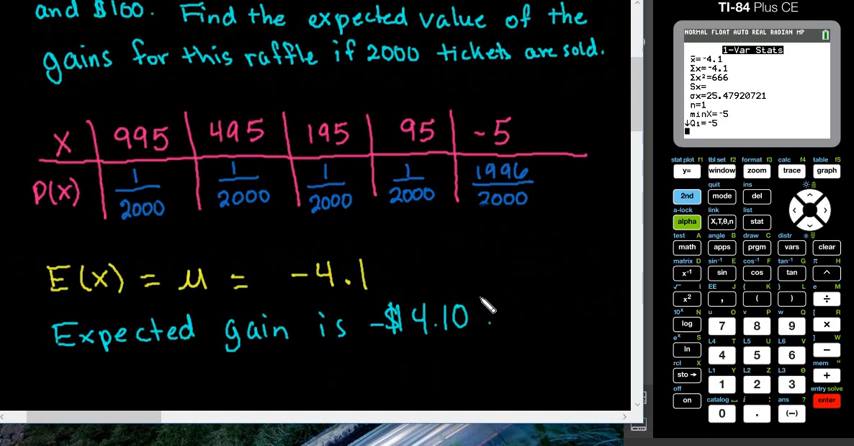 and $100. Find the expected value of the
gains for this raffle if 2000 tickets are sold.
X 995 495 195 95 -5
P(X) 1/2000 1/2000 1/2000 1/2000 1996/2000
E(X) = μ = -4.1
Expected gain is -$4.10.
TI-84 Plus CE
NORMAL FLOAT AUTO REAL RADIAN MP
1-Var Stats
x̄=-4.1
Σx=-4.1
Σx²=666
Sx=
σx=25.47920721
n=1
minX=-5
↓Q₁=-5
stat plot f1 tbl set f2 format f3 calc f4 table f5
y= window zoom trace graph
quit ins
2nd mode del
a-lock link list
alpha X,T,θ,n stat
test A angle B draw C distr
math apps prgm vars clear
matrix D sin⁻¹ E cos⁻¹ F tan⁻¹ G π H
x⁻¹ sin cos tan ^
√ I EE J { K } L e M
x² , ( ) ÷
10ˣ N u O v P w Q [ R
log 7 8 9 ×
eˣ S L4 T L5 U L6 V ] W
ln 4 5 6 −
rcl X L1 Y L2 Z L3 θ mem "
sto→ 1 2 3 +
off catalog ␣ i : ans ? entry solve
on 0 . (−) enter